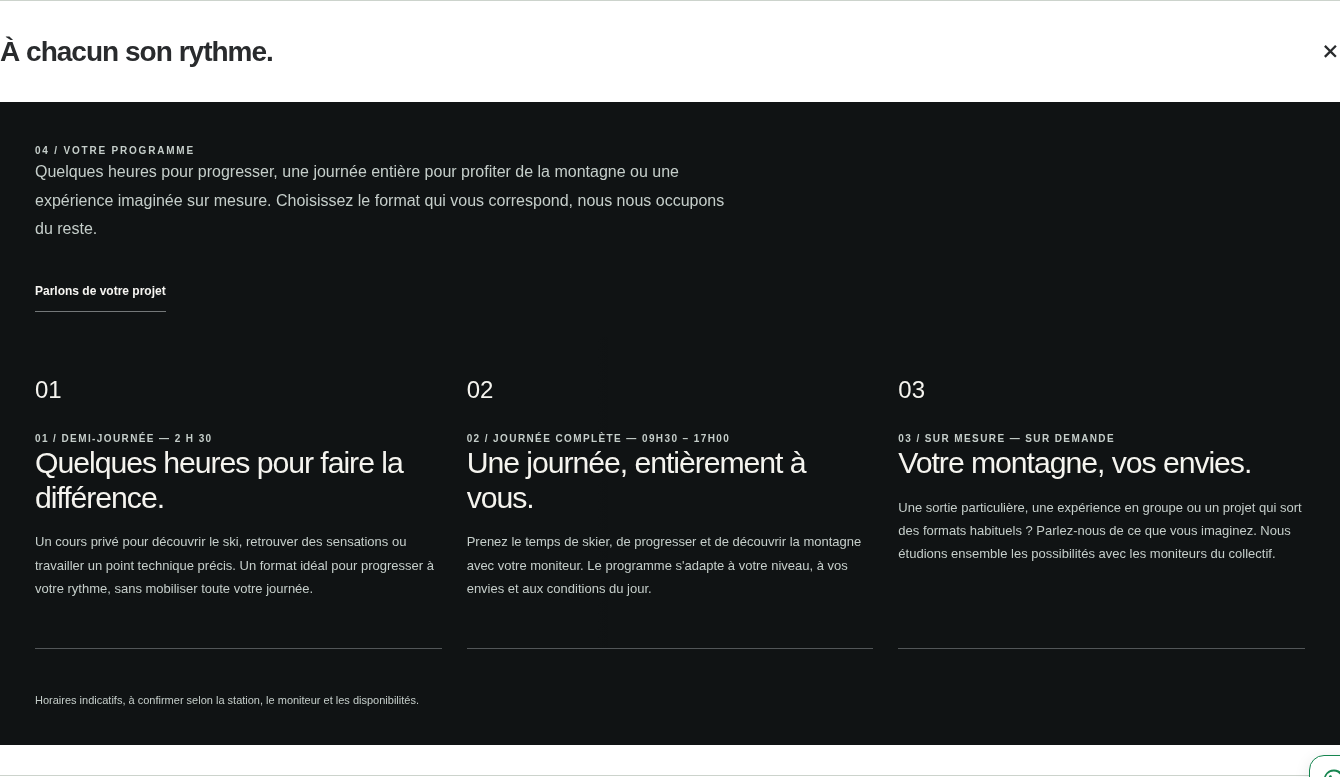 À chacun son rythme.
×
04 / VOTRE PROGRAMME
Quelques heures pour progresser, une journée entière pour profiter de la montagne ou une
expérience imaginée sur mesure. Choisissez le format qui vous correspond, nous nous occupons
du reste.
Parlons de votre projet
01
01 / DEMI-JOURNÉE — 2 H 30
Quelques heures pour faire la
différence.
Un cours privé pour découvrir le ski, retrouver des sensations ou
travailler un point technique précis. Un format idéal pour progresser à
votre rythme, sans mobiliser toute votre journée.
02
02 / JOURNÉE COMPLÈTE — 09H30 – 17H00
Une journée, entièrement à
vous.
Prenez le temps de skier, de progresser et de découvrir la montagne
avec votre moniteur. Le programme s'adapte à votre niveau, à vos
envies et aux conditions du jour.
03
03 / SUR MESURE — SUR DEMANDE
Votre montagne, vos envies.
Une sortie particulière, une expérience en groupe ou un projet qui sort
des formats habituels ? Parlez-nous de ce que vous imaginez. Nous
étudions ensemble les possibilités avec les moniteurs du collectif.
Horaires indicatifs, à confirmer selon la station, le moniteur et les disponibilités.